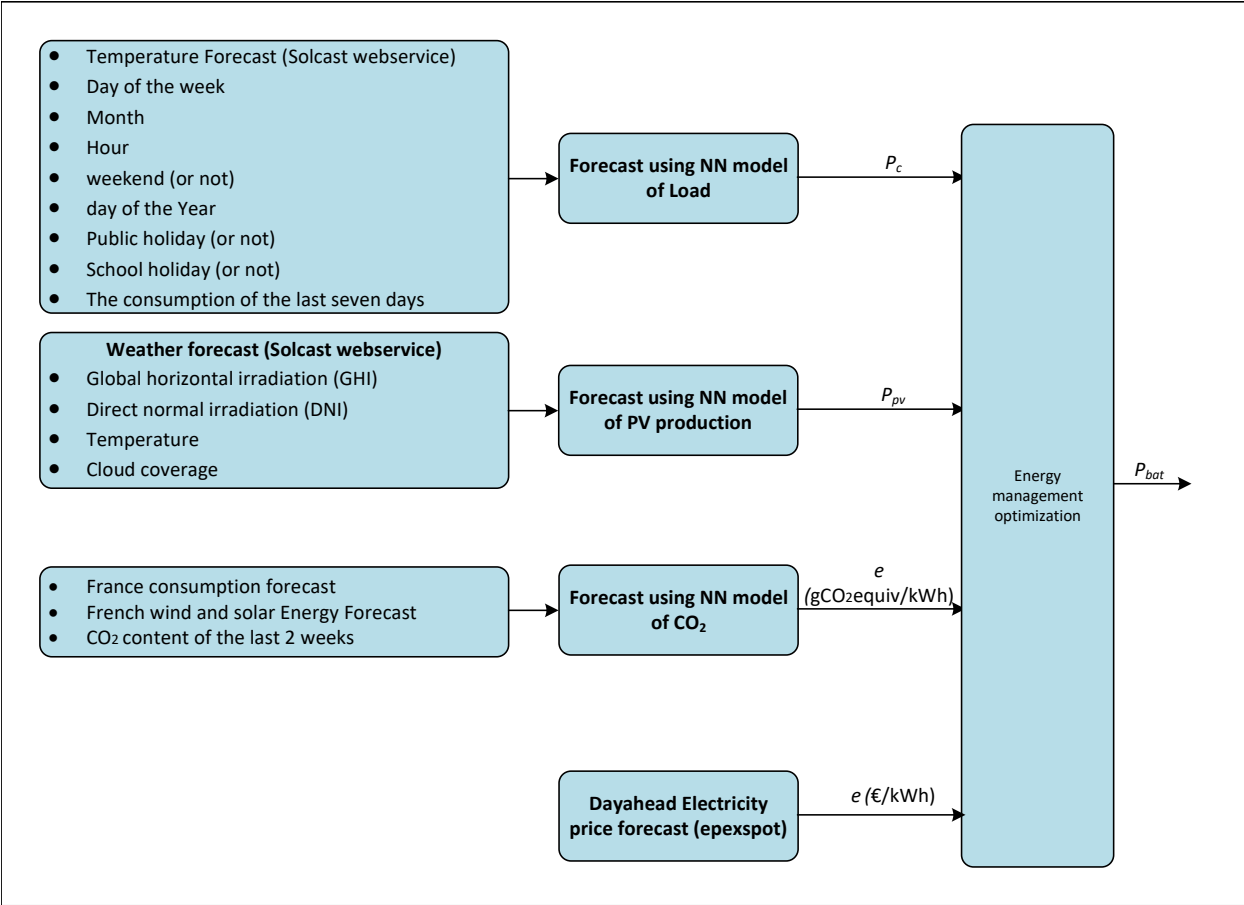 Temperature Forecast (Solcast webservice)
Day of the week
Month
Hour
weekend (or not)
day of the Year
Public holiday (or not)
School holiday (or not)
The consumption of the last seven days
Forecast using NN model
of Load
P_c
Weather forecast (Solcast webservice)
Global horizontal irradiation (GHI)
Direct normal irradiation (DNI)
Temperature
Cloud coverage
Forecast using NN model
of PV production
P_pv
France consumption forecast
French wind and solar Energy Forecast
CO2 content of the last 2 weeks
Forecast using NN model
of CO₂
e
(gCO2equiv/kWh)
Dayahead Electricity
price forecast (epexspot)
e (€/kWh)
Energy
management
optimization
P_bat